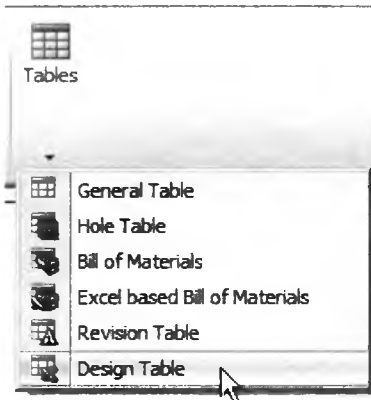 Tables
General Table
Hole Table
Bill of Materials
Excel based Bill of Materials
Revision Table
Design Table